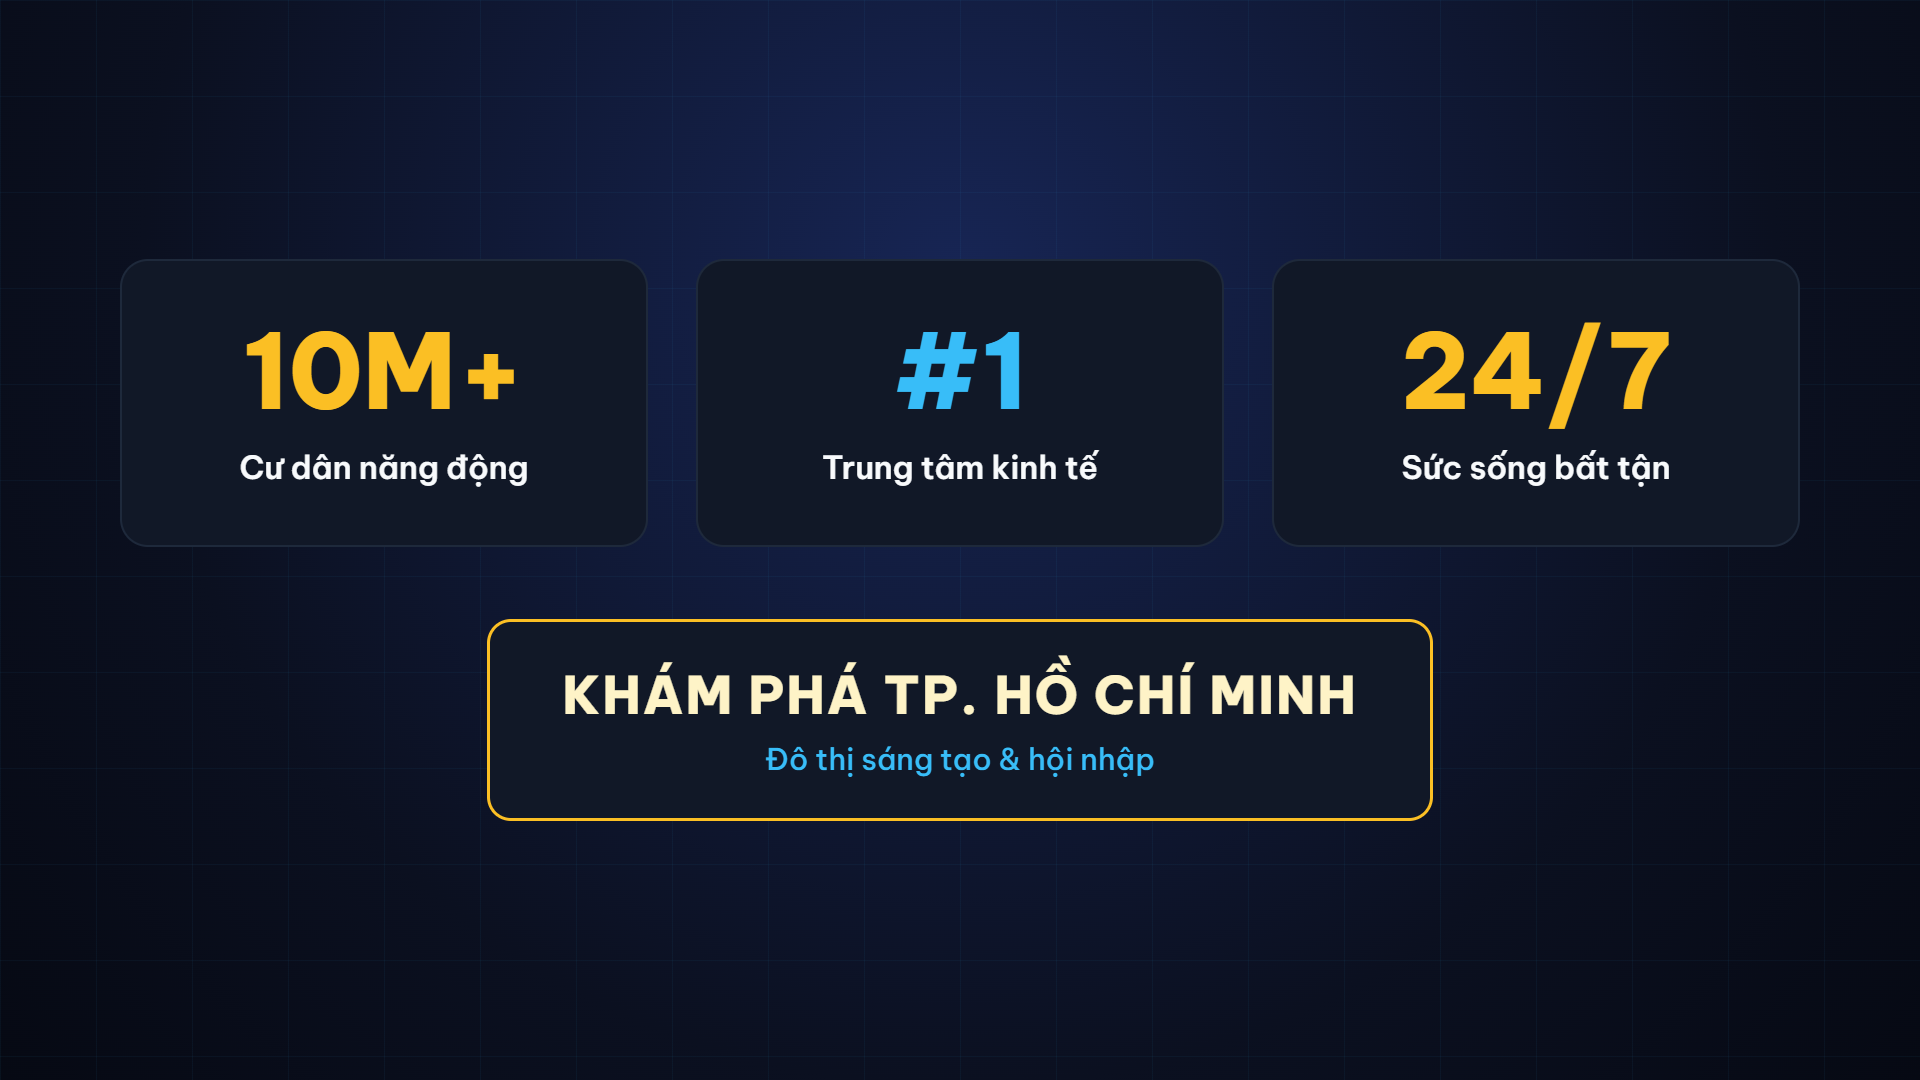 10M+
Cư dân năng động
#1
Trung tâm kinh tế
24/7
Sức sống bất tận
KHÁM PHÁ TP. HỒ CHÍ MINH
Đô thị sáng tạo & hội nhập